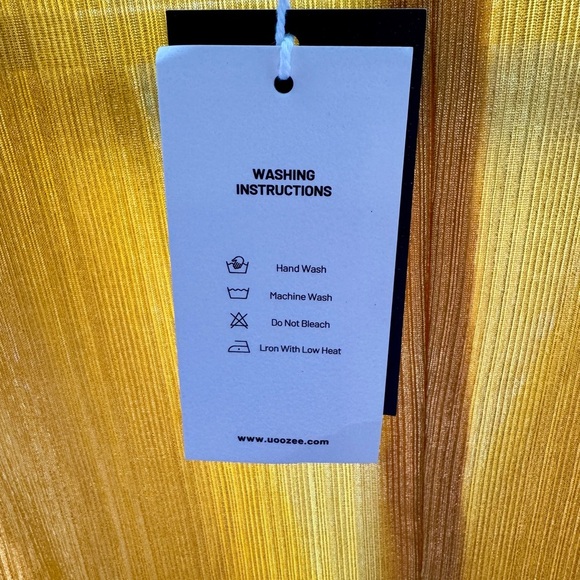 WASHING
INSTRUCTIONS
Hand Wash
Machine Wash
Do Not Bleach
Lron With Low Heat
www.uoozee.com